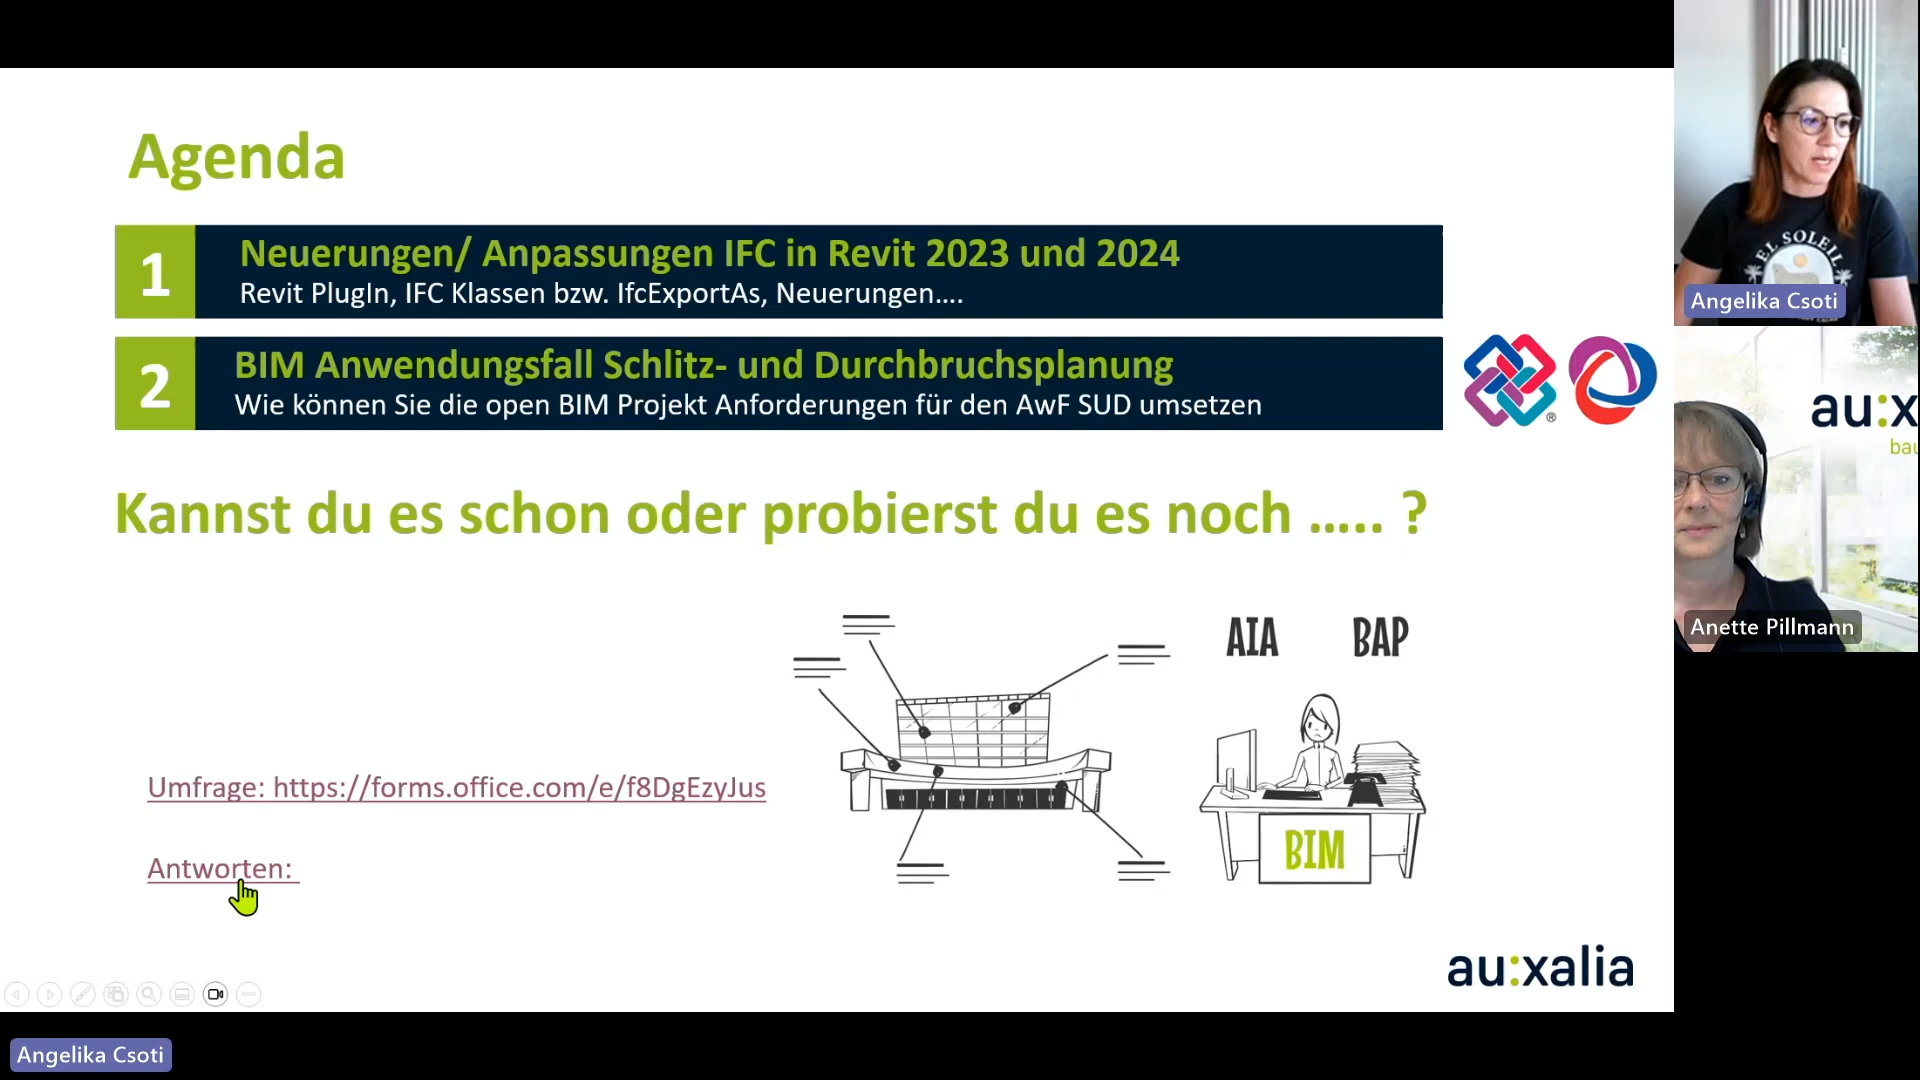 Agenda
1
Neuerungen/ Anpassungen IFC in Revit 2023 und 2024
Revit PlugIn, IFC Klassen bzw. IfcExportAs, Neuerungen....
2
BIM Anwendungsfall Schlitz- und Durchbruchsplanung
Wie können Sie die open BIM Projekt Anforderungen für den AwF SUD umsetzen
®
Kannst du es schon oder probierst du es noch ..... ?
AIA BAP
BIM
Umfrage: https://forms.office.com/e/f8DgEzyJus
Antworten:
au:xalia
Angelika Csoti
EL SOLEIL
Angelika Csoti
au:x
bau
Anette Pillmann